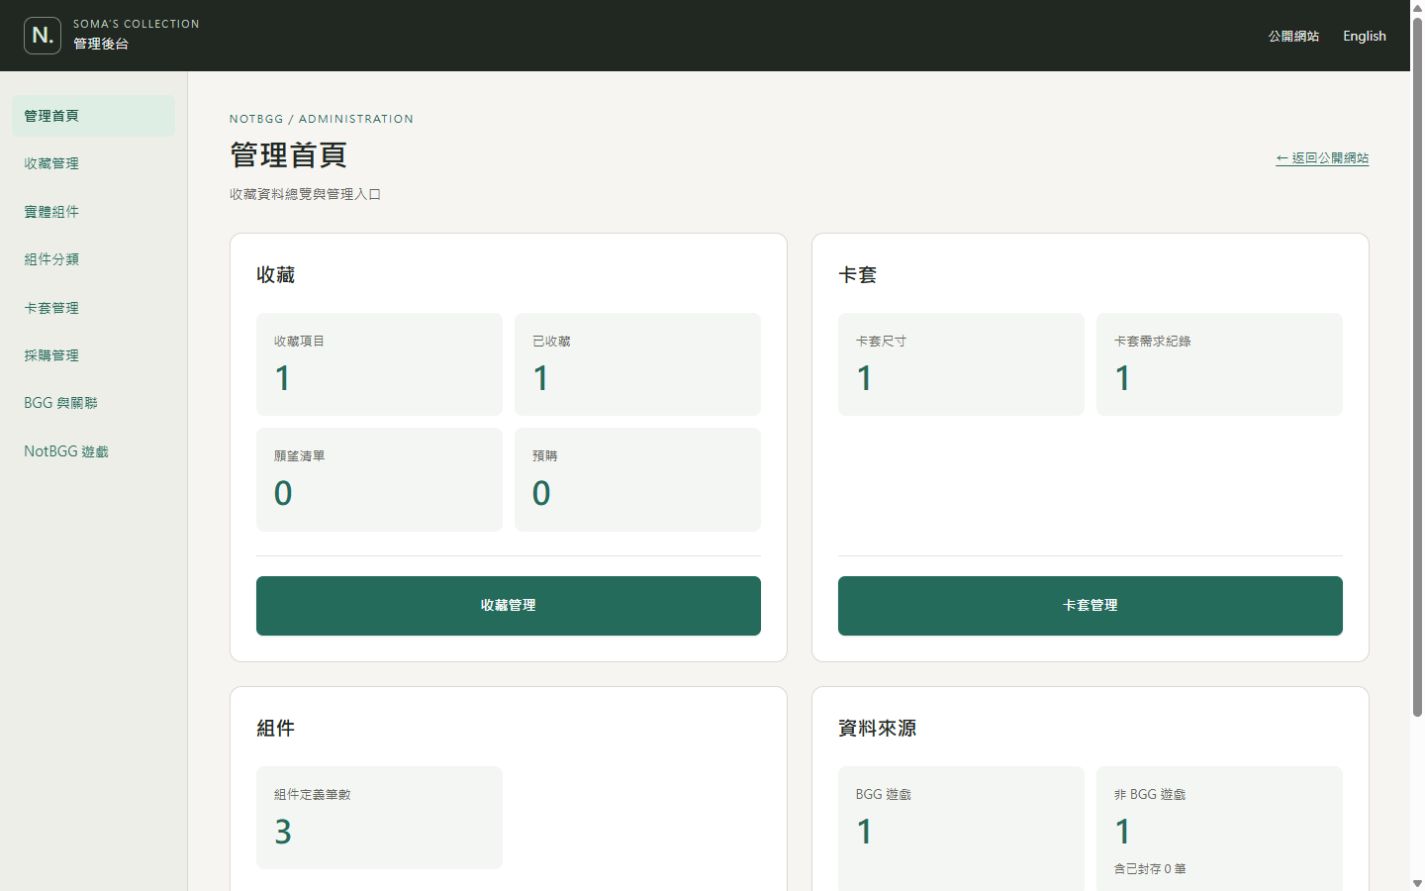 N.
SOMA'S COLLECTION
管理後台
公開網站
English
管理首頁
收藏管理
實體組件
組件分類
卡套管理
採購管理
BGG 與關聯
NotBGG 遊戲
NOTBGG / ADMINISTRATION
管理首頁
收藏資料總覽與管理入口
← 返回公開網站
收藏
收藏項目
1
已收藏
1
願望清單
0
預購
0
收藏管理
卡套
卡套尺寸
1
卡套需求紀錄
1
卡套管理
組件
組件定義筆數
3
資料來源
BGG 遊戲
1
非 BGG 遊戲
1
含已封存 0 筆